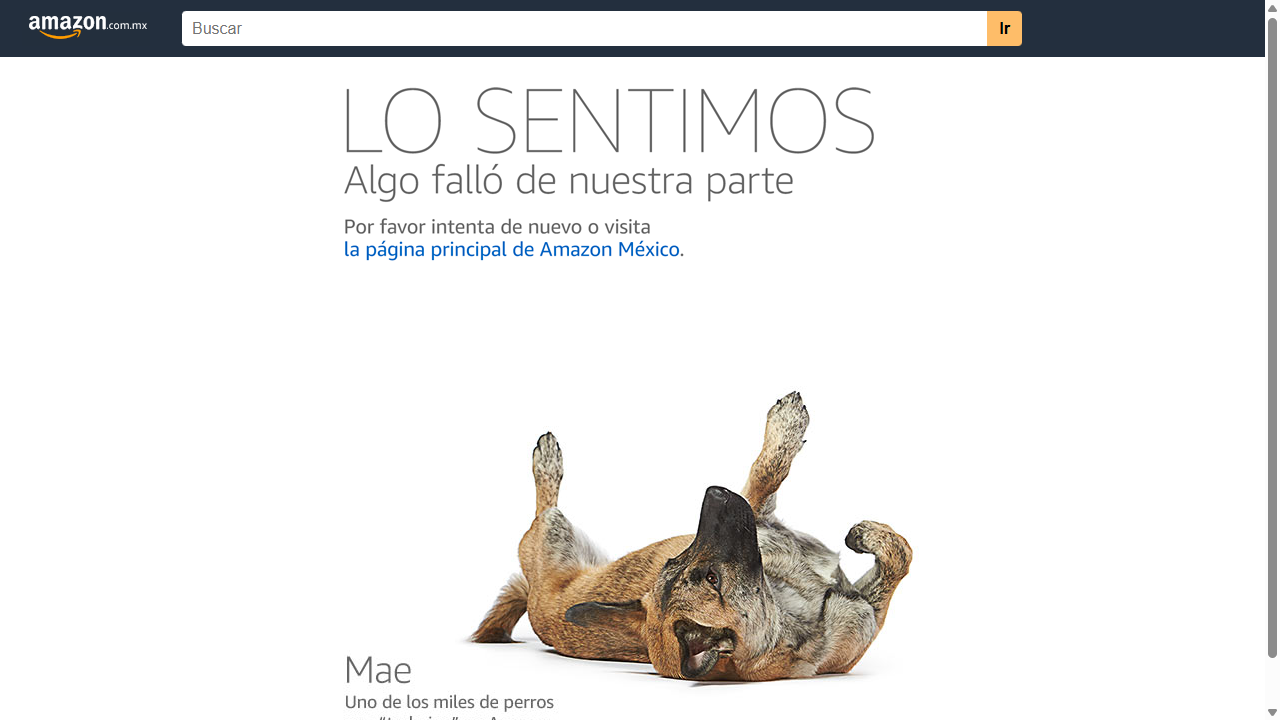 amazon.com.mx
Buscar
Ir
LO SENTIMOS
Algo falló de nuestra parte
Por favor intenta de nuevo o visita
la página principal de Amazon México.
Mae
Uno de los miles de perros